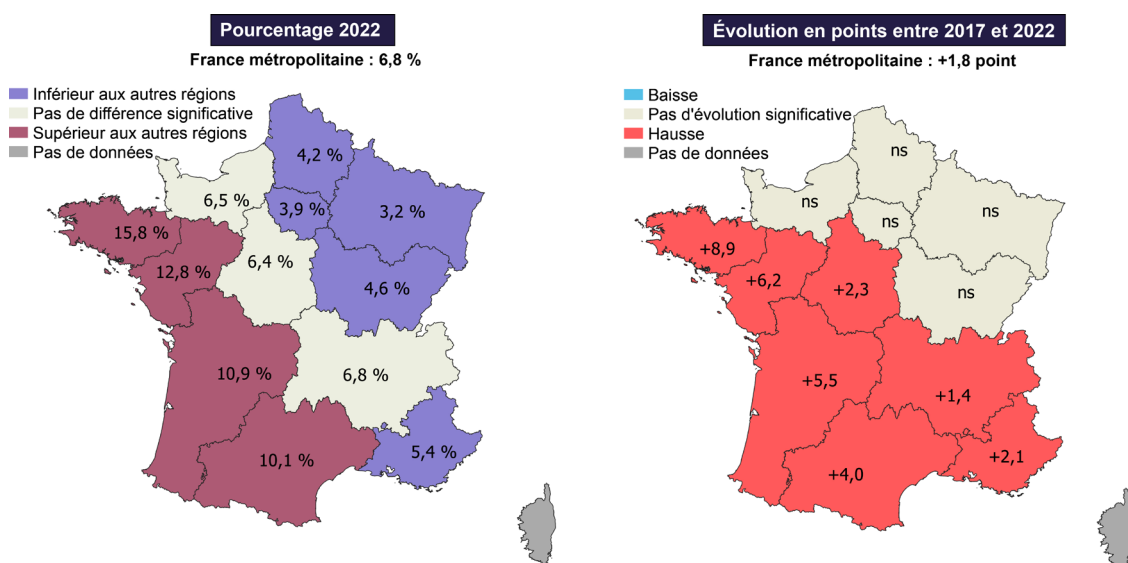 Pourcentage 2022
France métropolitaine : 6,8 %
Inférieur aux autres régions
Pas de différence significative
Supérieur aux autres régions
Pas de données
4,2 %
6,5 %
3,9 %
3,2 %
15,8 %
12,8 %
6,4 %
4,6 %
10,9 %
6,8 %
10,1 %
5,4 %
Évolution en points entre 2017 et 2022
France métropolitaine : +1,8 point
Baisse
Pas d'évolution significative
Hausse
Pas de données
ns
ns
ns
ns
+8,9
+6,2
+2,3
ns
+5,5
+1,4
+4,0
+2,1